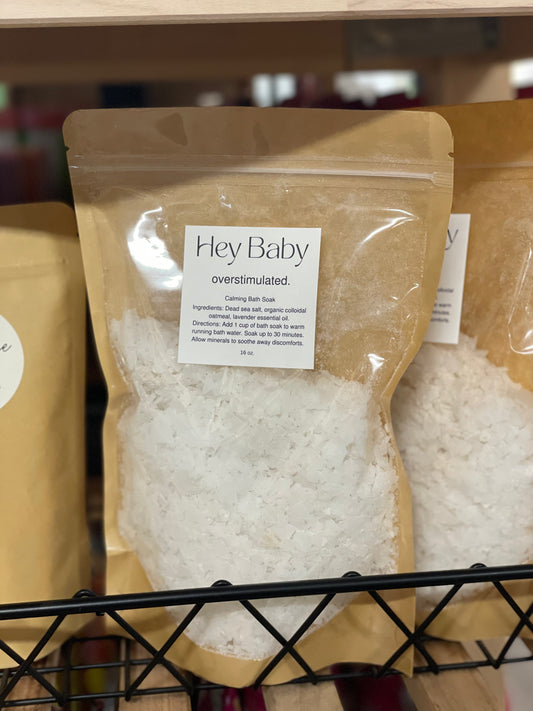 Hey Baby
overstimulated.
Calming Bath Soak
Ingredients: Dead sea salt, organic colloidal
oatmeal, lavender essential oil.
Directions: Add 1 cup of bath soak to warm
running bath water. Soak up to 30 minutes.
Allow minerals to soothe away discomforts.
16 oz.